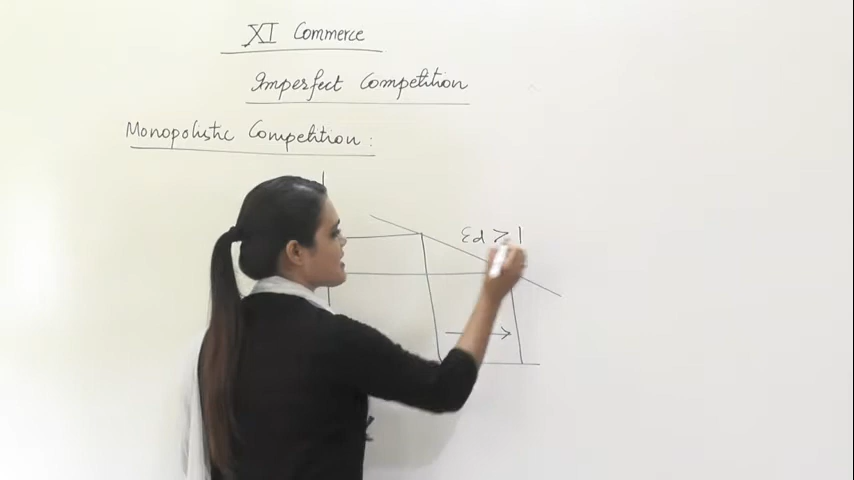 XI Commerce
Imperfect Competition
Monopolistic Competition :
Ed > 1